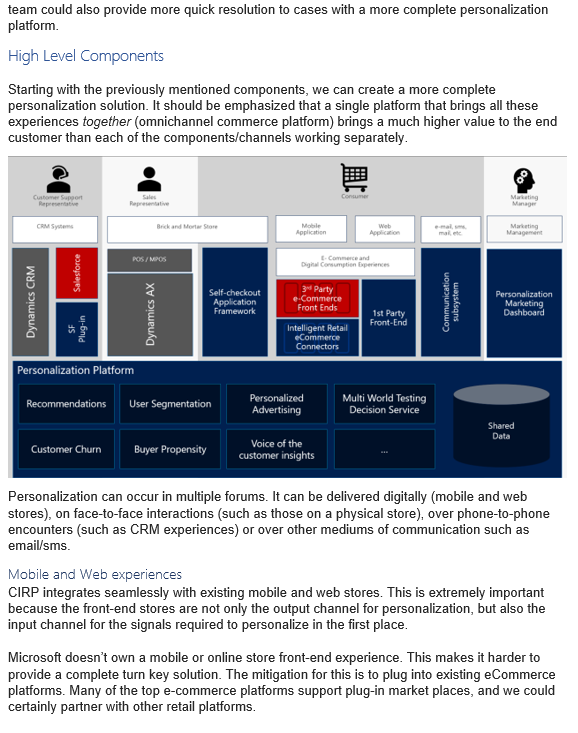 team could also provide more quick resolution to cases with a more complete personalization
platform.
High Level Components
Starting with the previously mentioned components, we can create a more complete
personalization solution. It should be emphasized that a single platform that brings all these
experiences together (omnichannel commerce platform) brings a much higher value to the end
customer than each of the components/channels working separately.
Customer Support
Representative
Sales
Representative
Consumer
Marketing
Manager
CRM Systems
Brick and Mortar Store
Mobile
Application
Web
Application
e-mail, sms,
mail, etc.
Marketing
Management
Dynamics CRM
Salesforce
SF
Plug-in
POS / MPOS
Dynamics AX
Self-checkout
Application
Framework
E- Commerce and
Digital Consumption Experiences
3rd Party
e-Commerce
Front Ends
Intelligent Retail
eCommerce
Connectors
1st Party
Front-End
Communication
subsystem
Personalization
Marketing
Dashboard
Personalization Platform
Recommendations
User Segmentation
Personalized
Advertising
Multi World Testing
Decision Service
Customer Churn
Buyer Propensity
Voice of the
customer insights
...
Shared
Data
Personalization can occur in multiple forums. It can be delivered digitally (mobile and web
stores), on face-to-face interactions (such as those on a physical store), over phone-to-phone
encounters (such as CRM experiences) or over other mediums of communication such as
email/sms.
Mobile and Web experiences
CIRP integrates seamlessly with existing mobile and web stores. This is extremely important
because the front-end stores are not only the output channel for personalization, but also the
input channel for the signals required to personalize in the first place.
Microsoft doesn’t own a mobile or online store front-end experience. This makes it harder to
provide a complete turn key solution. The mitigation for this is to plug into existing eCommerce
platforms. Many of the top e-commerce platforms support plug-in market places, and we could
certainly partner with other retail platforms.